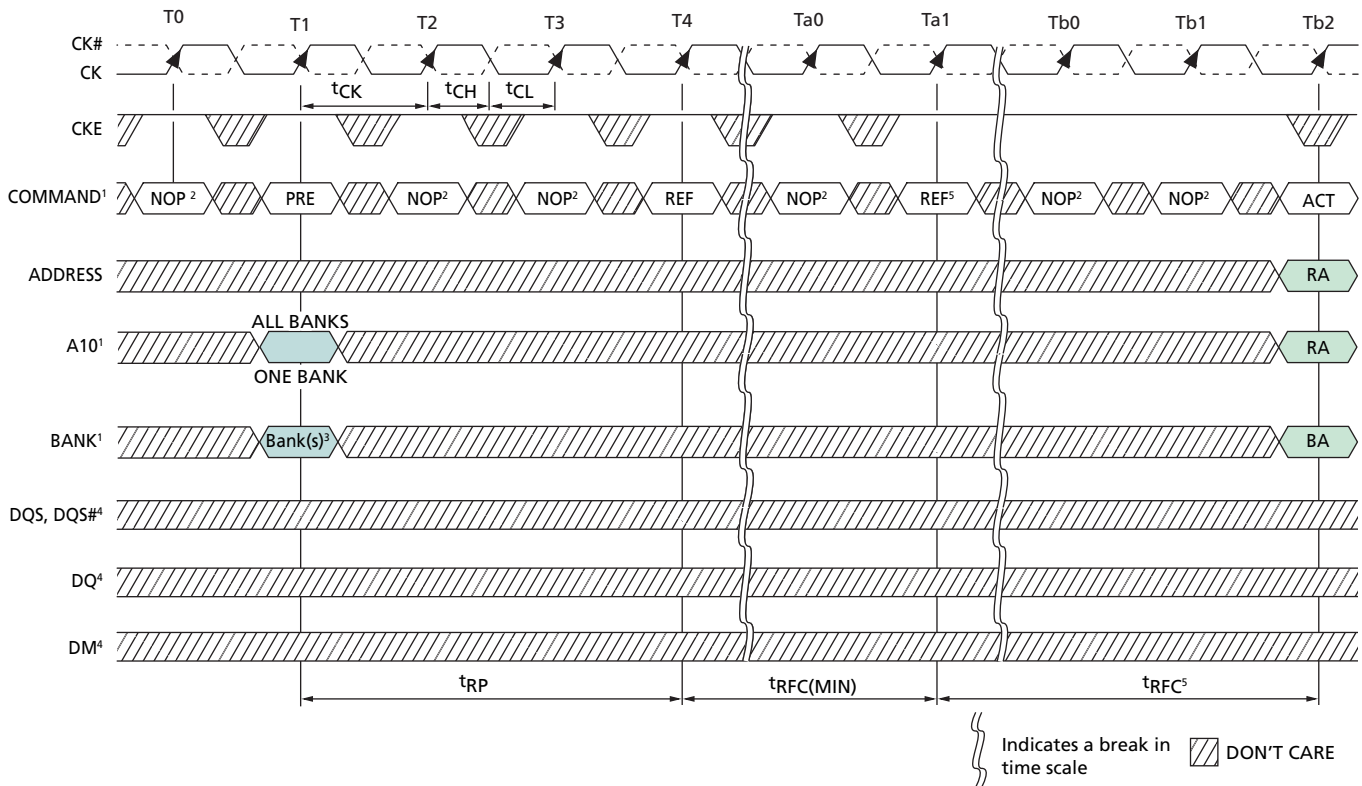 T0 T1 T2 T3 T4 Ta0 Ta1 Tb0 Tb1 Tb2
CK#
CK
tCK tCH tCL
CKE
COMMAND¹ NOP ² PRE NOP² NOP² REF NOP² REF⁵ NOP² NOP² ACT
ADDRESS RA
ALL BANKS
A10¹ RA
ONE BANK
BANK¹ Bank(s)³ BA
DQS, DQS#⁴
DQ⁴
DM⁴
tRP tRFC(MIN) tRFC⁵
Indicates a break in
time scale
DON'T CARE